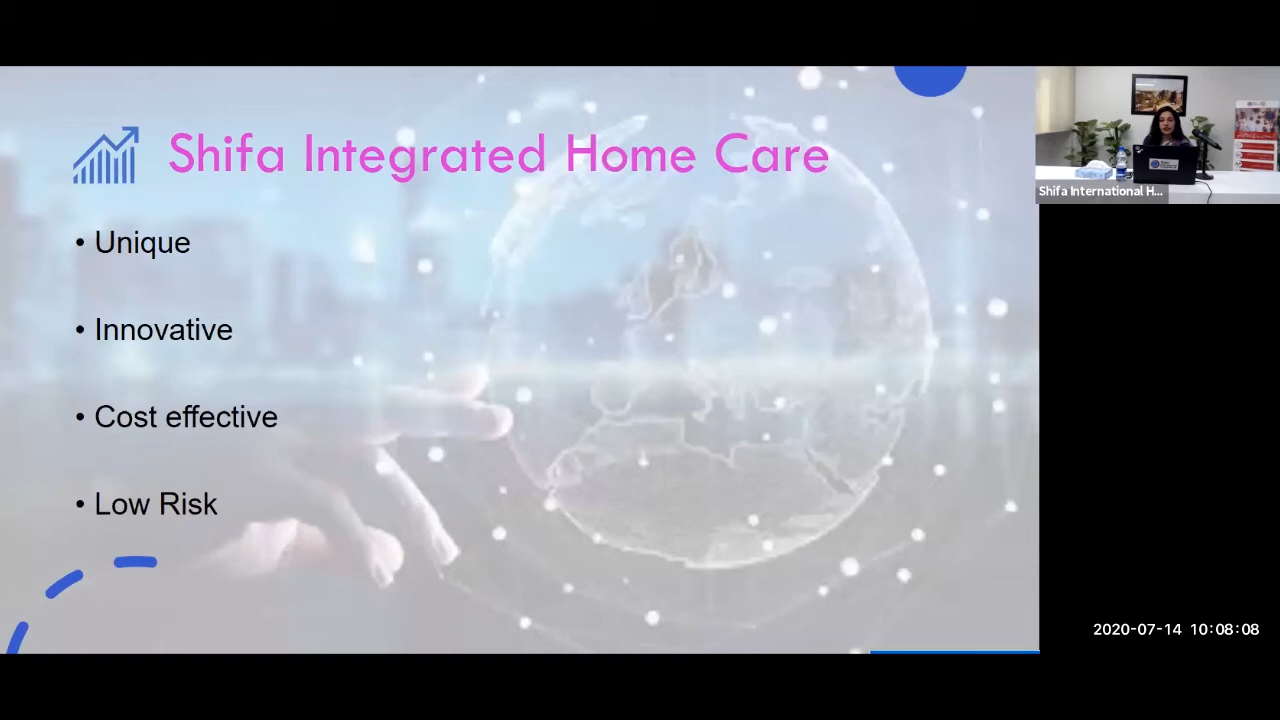 Shifa Integrated Home Care
• Unique
• Innovative
• Cost effective
• Low Risk
Shifa International H...
2020-07-14 10:08:08